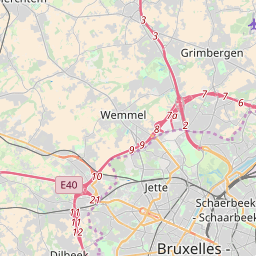 3
3
Grimbergen
7
7
6
Wemmel
7a
8
2
9
9
E40
10
Jette
21
Schaerbeek
- Schaarbeek
11
11
12
Dilbeek
Bruxelles -